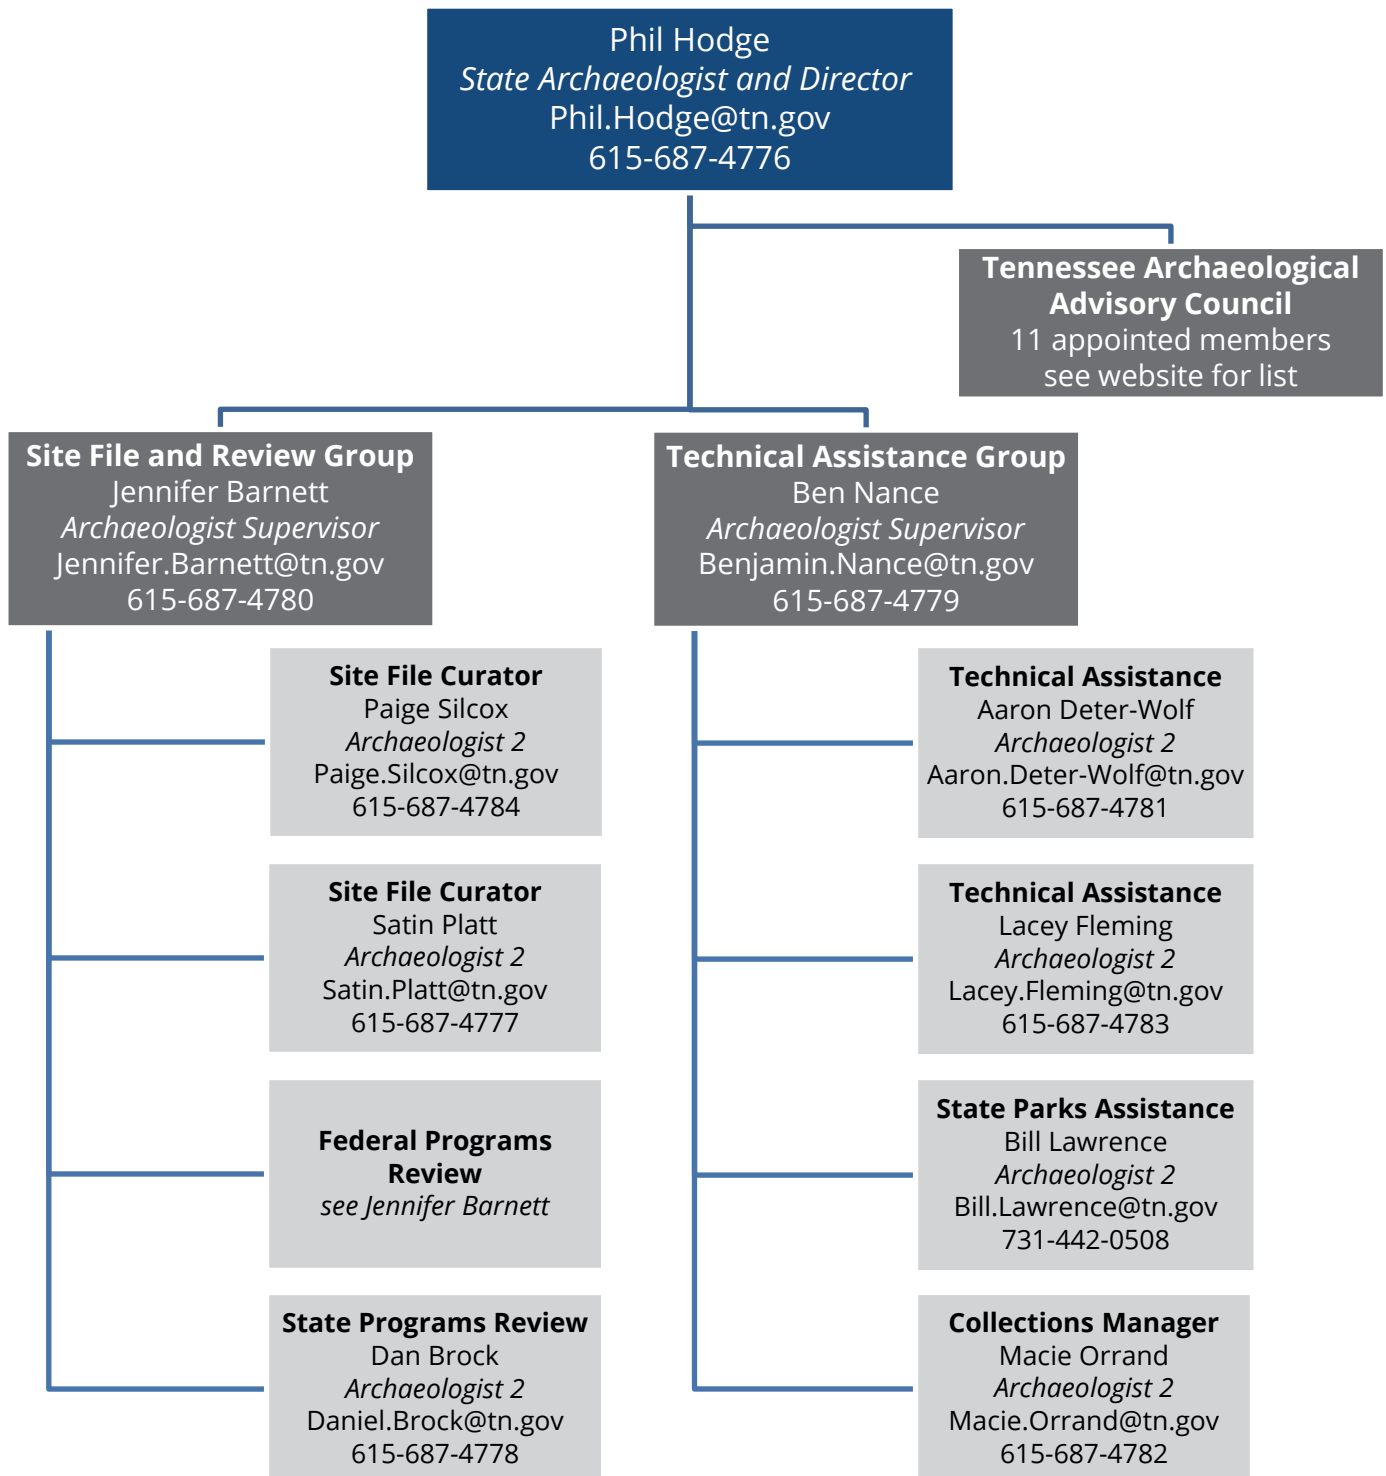 Phil Hodge
State Archaeologist and Director
Phil.Hodge@tn.gov
615-687-4776
Tennessee Archaeological
Advisory Council
11 appointed members
see website for list
Site File and Review Group
Jennifer Barnett
Archaeologist Supervisor
Jennifer.Barnett@tn.gov
615-687-4780
Technical Assistance Group
Ben Nance
Archaeologist Supervisor
Benjamin.Nance@tn.gov
615-687-4779
Site File Curator
Paige Silcox
Archaeologist 2
Paige.Silcox@tn.gov
615-687-4784
Site File Curator
Satin Platt
Archaeologist 2
Satin.Platt@tn.gov
615-687-4777
Federal Programs
Review
see Jennifer Barnett
State Programs Review
Dan Brock
Archaeologist 2
Daniel.Brock@tn.gov
615-687-4778
Technical Assistance
Aaron Deter-Wolf
Archaeologist 2
Aaron.Deter-Wolf@tn.gov
615-687-4781
Technical Assistance
Lacey Fleming
Archaeologist 2
Lacey.Fleming@tn.gov
615-687-4783
State Parks Assistance
Bill Lawrence
Archaeologist 2
Bill.Lawrence@tn.gov
731-442-0508
Collections Manager
Macie Orrand
Archaeologist 2
Macie.Orrand@tn.gov
615-687-4782